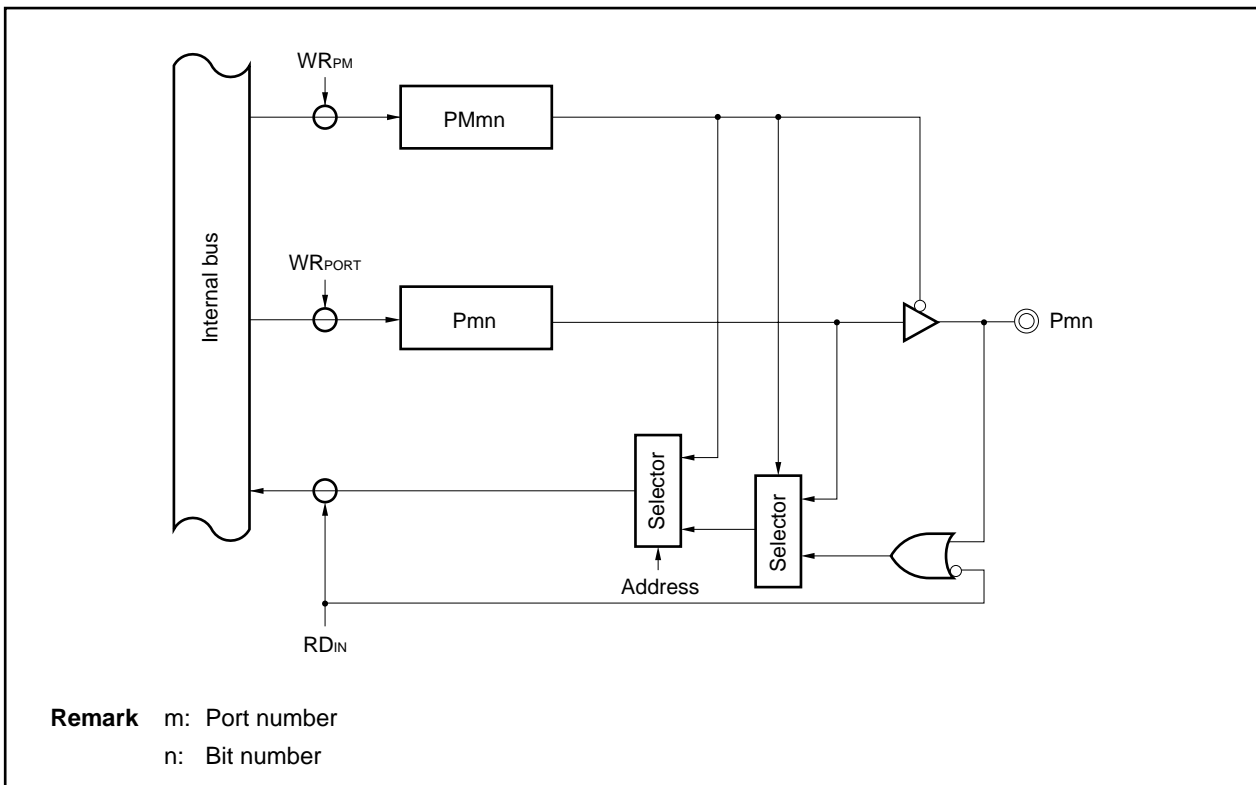 WRPM
PMmn
Internal bus
WRPORT
Pmn
Pmn
Selector
Selector
Address
RDIN
Remark m: Port number
n: Bit number